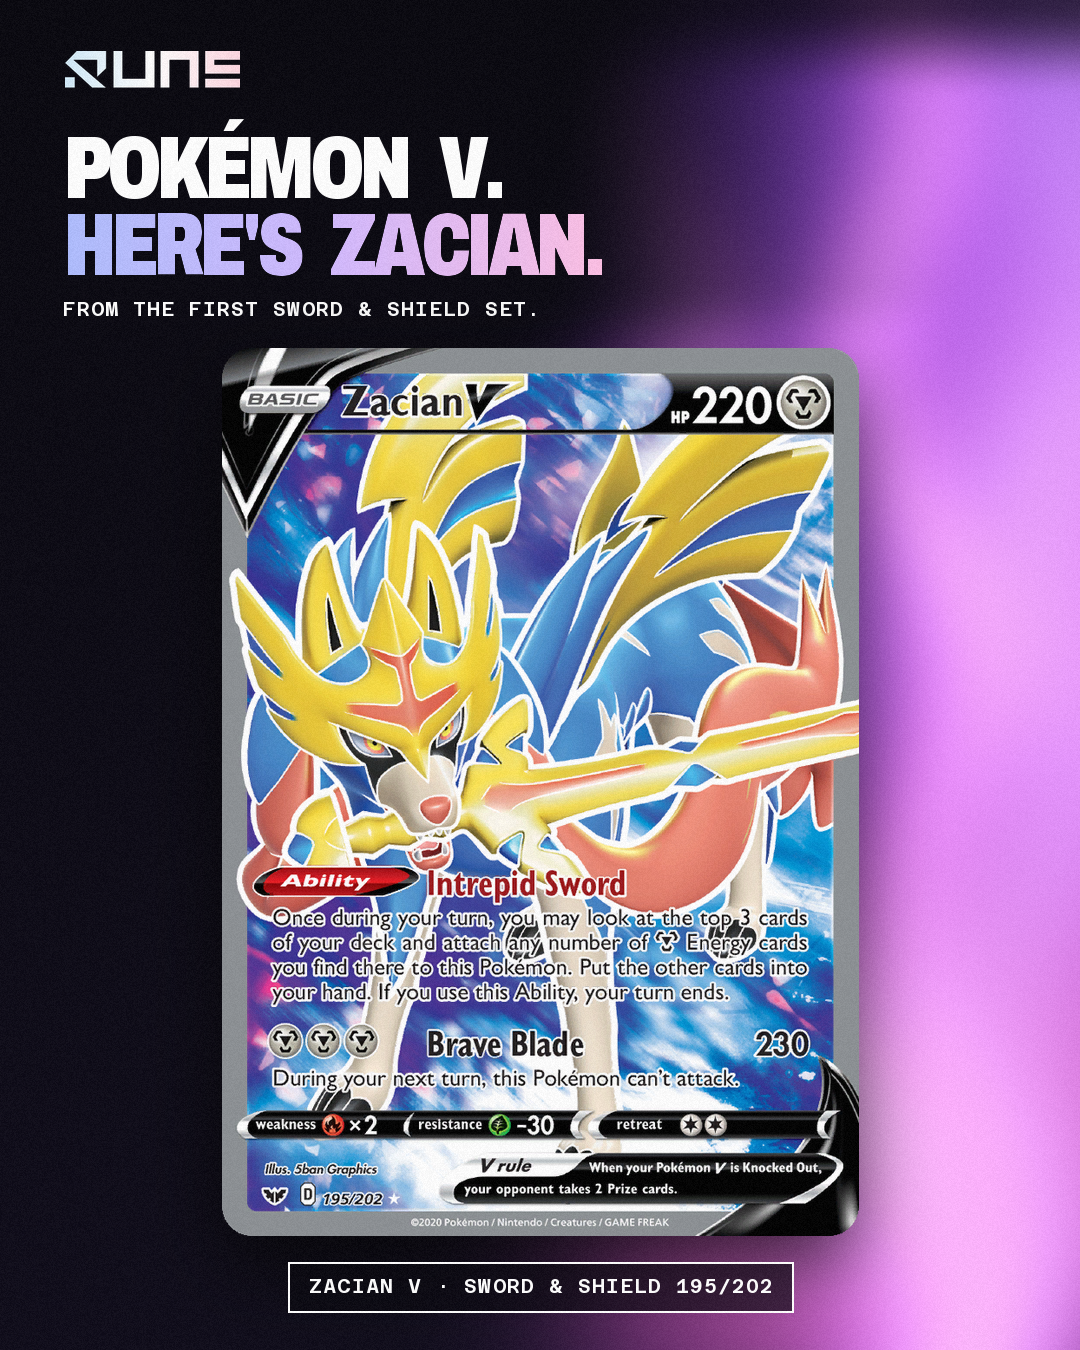 RUNE
POKÉMON V.
HERE'S ZACIAN.
FROM THE FIRST SWORD & SHIELD SET.
BASIC Zacian V HP 220
Ability Intrepid Sword
Once during your turn, you may look at the top 3 cards
of your deck and attach any number of Energy cards
you find there to this Pokémon. Put the other cards into
your hand. If you use this Ability, your turn ends.
Brave Blade 230
During your next turn, this Pokémon can't attack.
weakness ×2 resistance -30 retreat
Illus. 5ban Graphics
V rule When your Pokémon V is Knocked Out,
your opponent takes 2 Prize cards.
D 195/202 ★
©2020 Pokémon / Nintendo / Creatures / GAME FREAK
ZACIAN V · SWORD & SHIELD 195/202